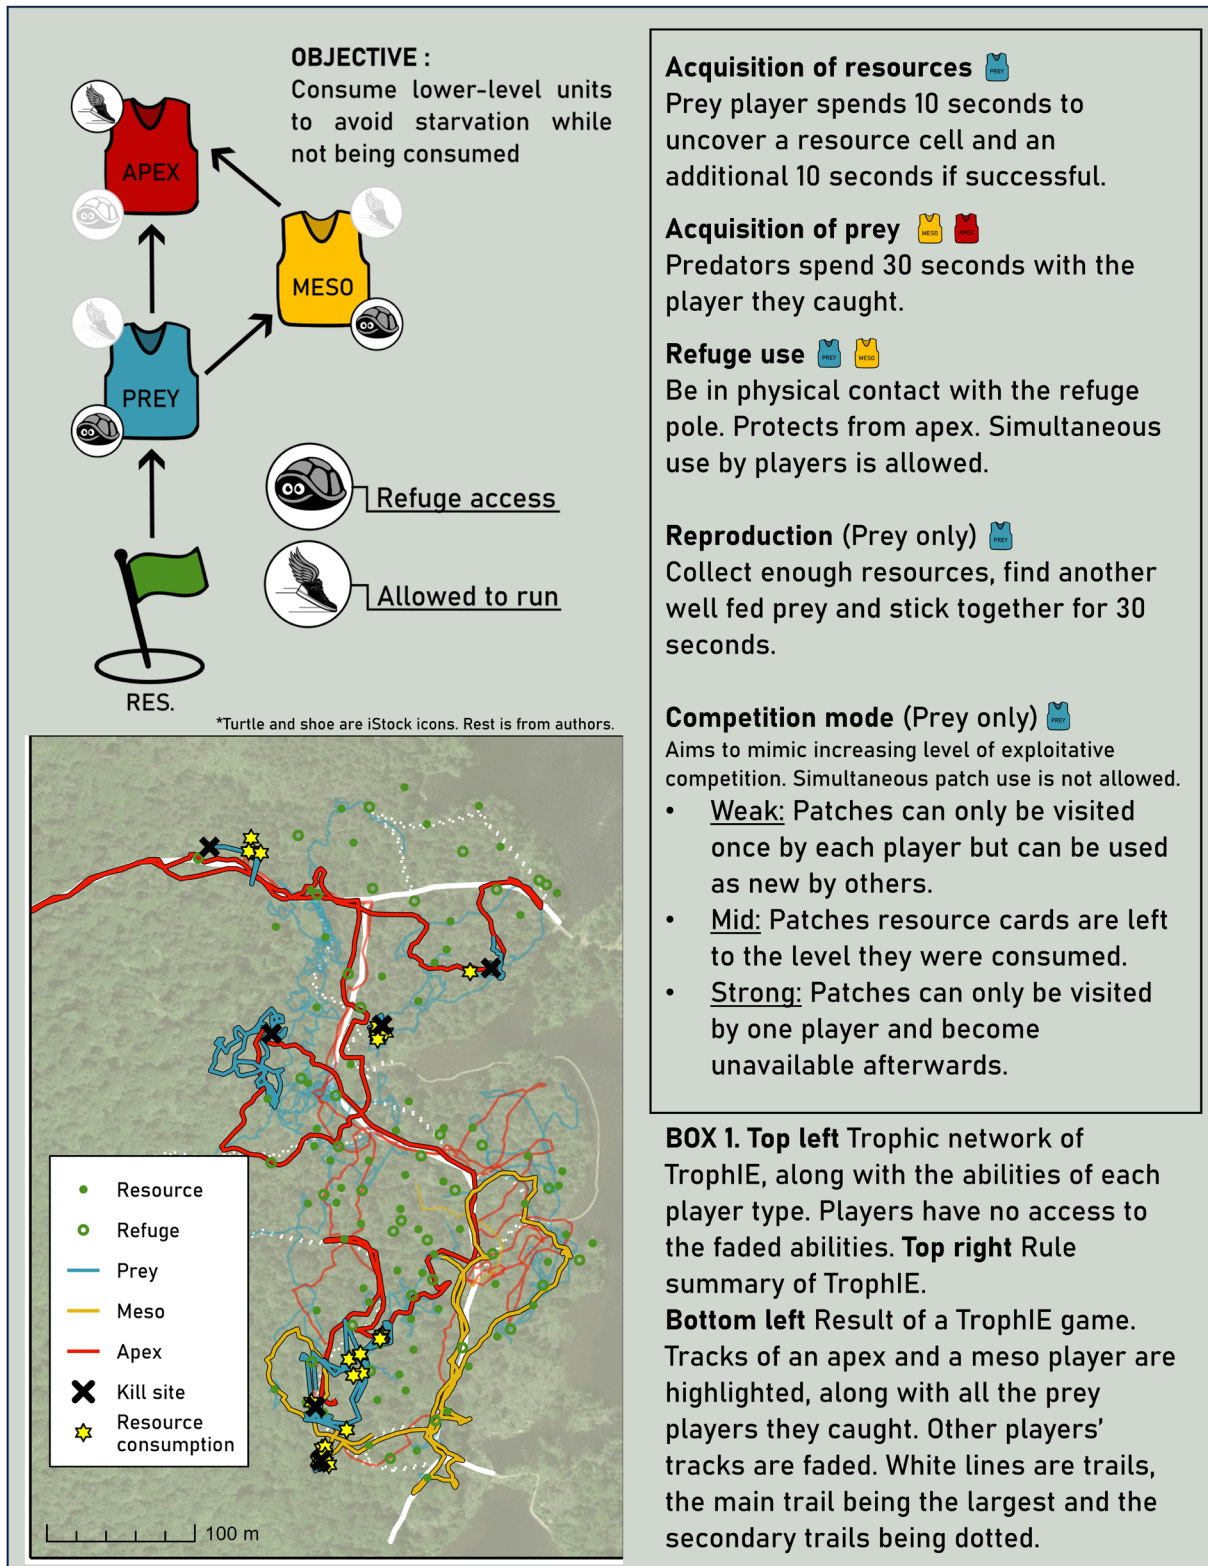 OBJECTIVE :
Consume lower-level units
to avoid starvation while
not being consumed
APEX
MESO
PREY
Refuge access
Allowed to run
RES.
*Turtle and shoe are iStock icons. Rest is from authors.
Resource
Refuge
Prey
Meso
Apex
Kill site
Resource
consumption
100 m
Acquisition of resources PREY
Prey player spends 10 seconds to
uncover a resource cell and an
additional 10 seconds if successful.
Acquisition of prey MESO APEX
Predators spend 30 seconds with the
player they caught.
Refuge use PREY MESO
Be in physical contact with the refuge
pole. Protects from apex. Simultaneous
use by players is allowed.
Reproduction (Prey only) PREY
Collect enough resources, find another
well fed prey and stick together for 30
seconds.
Competition mode (Prey only) PREY
Aims to mimic increasing level of exploitative
competition. Simultaneous patch use is not allowed.
• Weak: Patches can only be visited
once by each player but can be used
as new by others.
• Mid: Patches resource cards are left
to the level they were consumed.
• Strong: Patches can only be visited
by one player and become
unavailable afterwards.
BOX 1. Top left Trophic network of
TrophIE, along with the abilities of each
player type. Players have no access to
the faded abilities. Top right Rule
summary of TrophIE.
Bottom left Result of a TrophIE game.
Tracks of an apex and a meso player are
highlighted, along with all the prey
players they caught. Other players'
tracks are faded. White lines are trails,
the main trail being the largest and the
secondary trails being dotted.